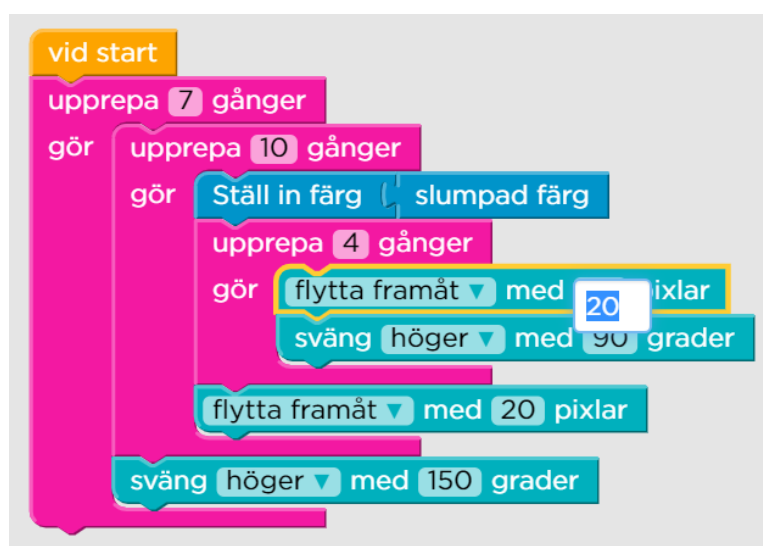 vid start
upprepa 7 gånger
gör upprepa 10 gånger
gör Ställ in färg slumpad färg
upprepa 4 gånger
gör flytta framåt med 20 ixlar
sväng höger med 90 grader
flytta framåt med 20 pixlar
sväng höger med 150 grader